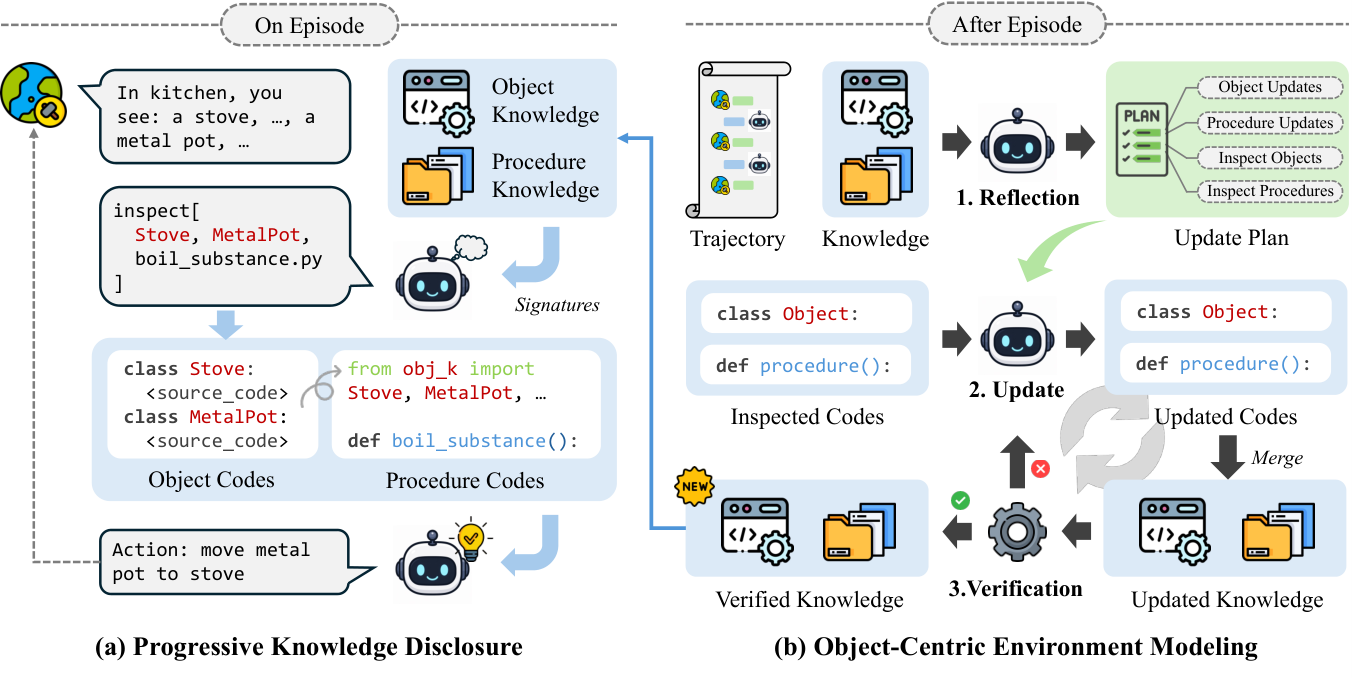 On Episode
In kitchen, you
see: a stove, …, a
metal pot, …
Object
Knowledge
Procedure
Knowledge
inspect[
Stove, MetalPot,
boil_substance.py
]
Signatures
class Stove:
<source_code>
class MetalPot:
<source_code>
Object Codes
from obj_k import
Stove, MetalPot, …
def boil_substance():
Procedure Codes
Action: move metal
pot to stove
(a) Progressive Knowledge Disclosure
After Episode
Trajectory
Knowledge
1. Reflection
PLAN
Object Updates
Procedure Updates
Inspect Objects
Inspect Procedures
Update Plan
class Object:
def procedure():
Inspected Codes
2. Update
class Object:
def procedure():
Updated Codes
Merge
NEW
Verified Knowledge
3.Verification
Updated Knowledge
(b) Object-Centric Environment Modeling